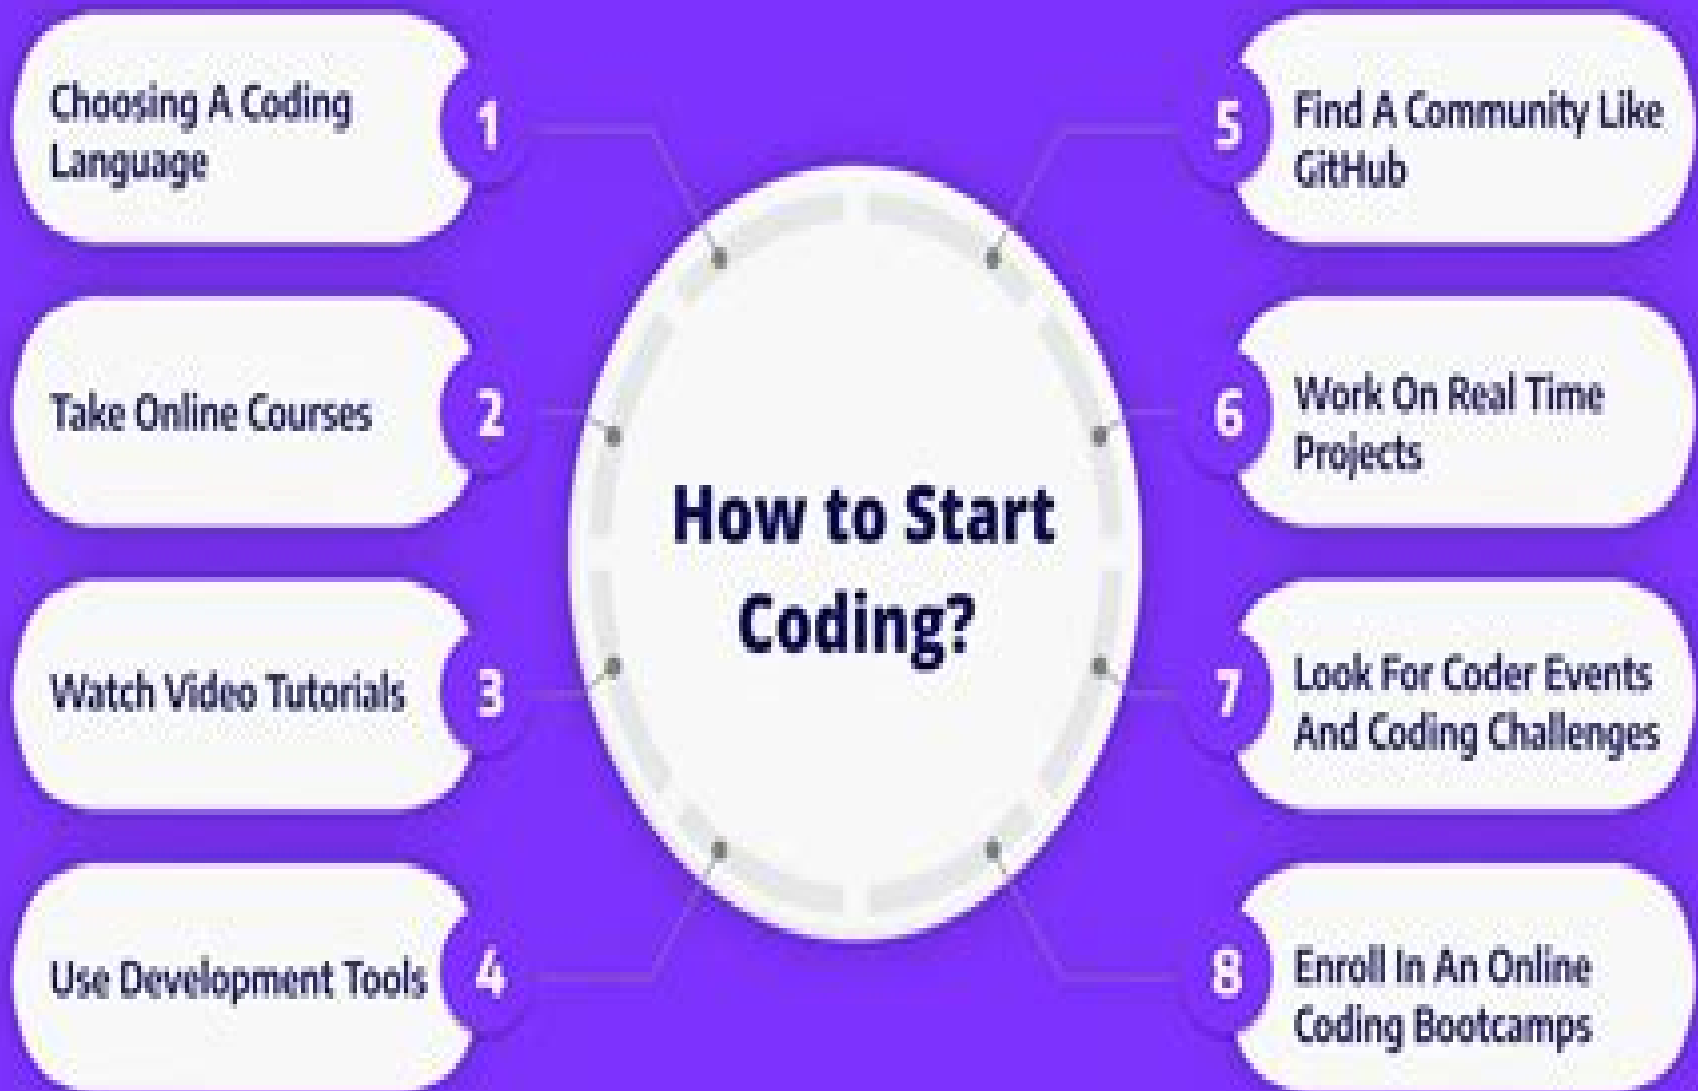 Choosing A Coding
Language
1
Take Online Courses
2
Watch Video Tutorials
3
Use Development Tools
4
How to Start
Coding?
5
Find A Community Like
GitHub
6
Work On Real Time
Projects
7
Look For Coder Events
And Coding Challenges
8
Enroll In An Online
Coding Bootcamps